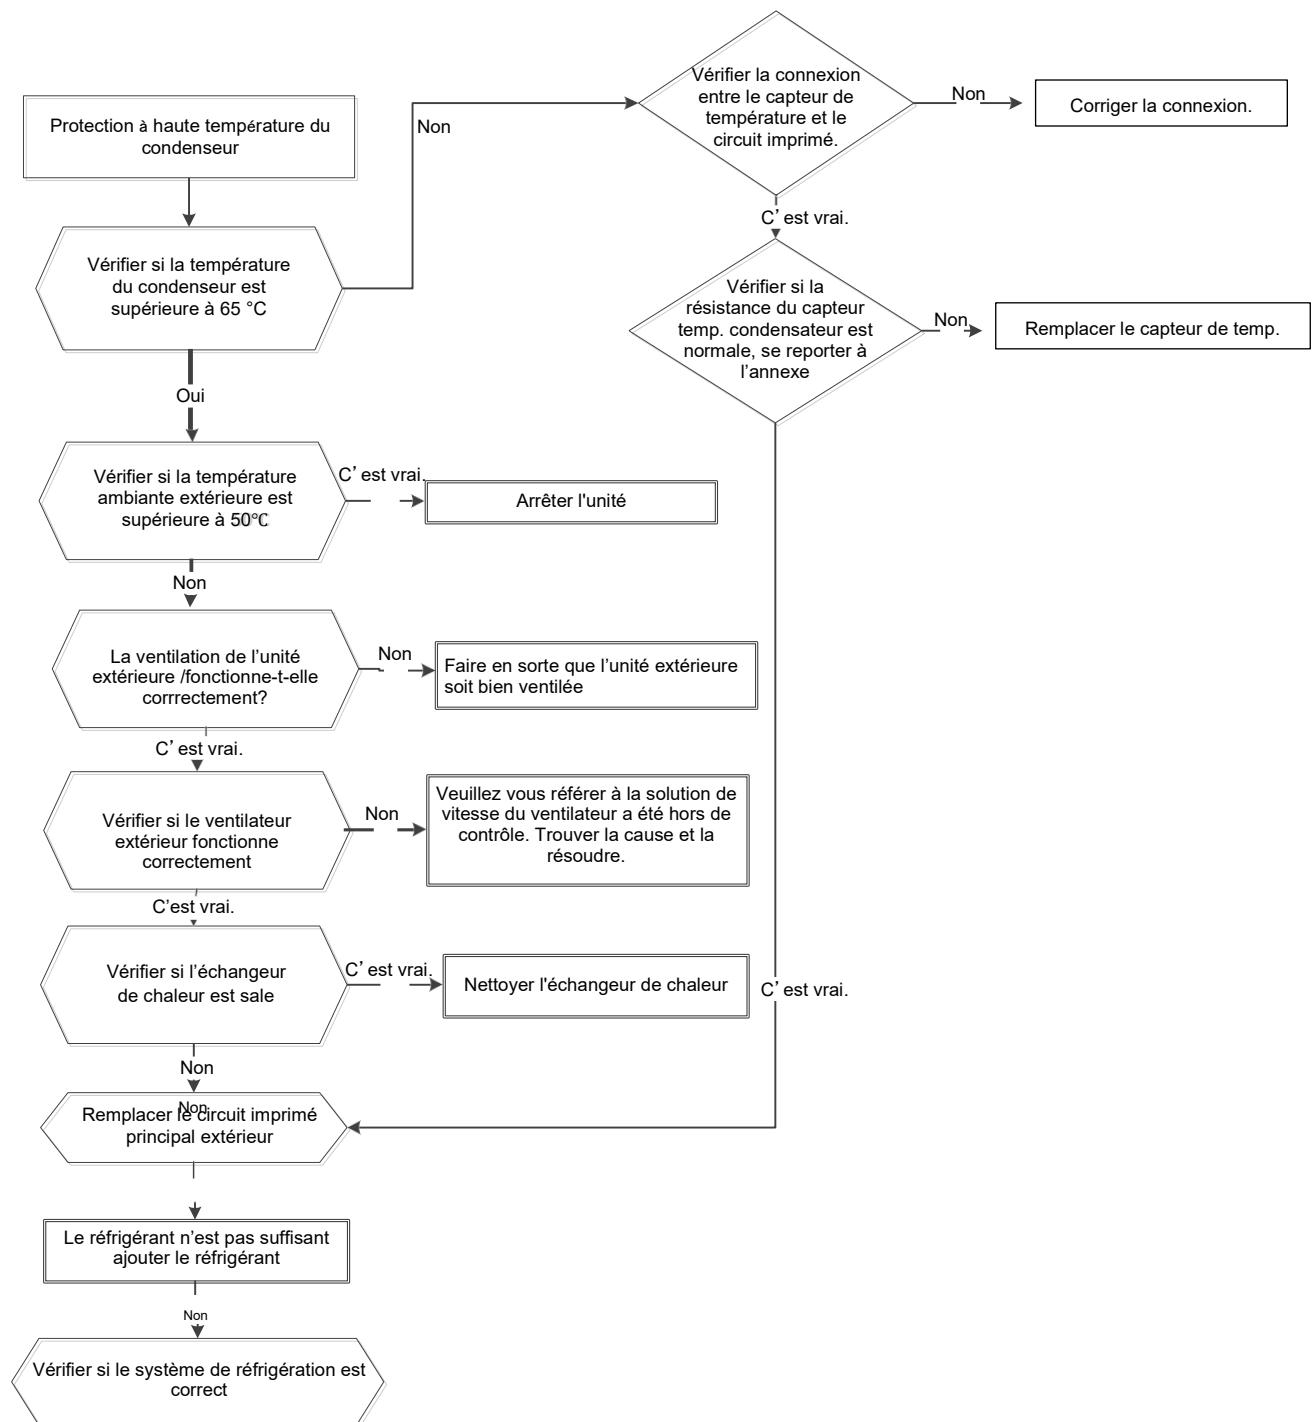 Protection à haute température du
condenseur
Non
Vérifier la connexion
entre le capteur de
température et le
circuit imprimé.
Non
Corriger la connexion.
C’ est vrai.
Vérifier si la température
du condenseur est
supérieure à 65 °C
Vérifier si la
résistance du capteur
temp. condensateur est
normale, se reporter à
l’annexe
Non
Remplacer le capteur de temp.
Oui
Vérifier si la température
ambiante extérieure est
supérieure à 50℃
C’ est vrai.
Arrêter l'unité
Non
La ventilation de l’unité
extérieure /fonctionne-t-elle
corrrectement?
Non
Faire en sorte que l’unité extérieure
soit bien ventilée
C’ est vrai.
Vérifier si le ventilateur
extérieur fonctionne
correctement
Non
Veuillez vous référer à la solution de
vitesse du ventilateur a été hors de
contrôle. Trouver la cause et la
résoudre.
C’est vrai.
Vérifier si l’échangeur
de chaleur est sale
C’ est vrai.
Nettoyer l'échangeur de chaleur
C’ est vrai.
Non
Non
Remplacer le circuit imprimé
principal extérieur
Le réfrigérant n’est pas suffisant
ajouter le réfrigérant
Non
Vérifier si le système de réfrigération est
correct